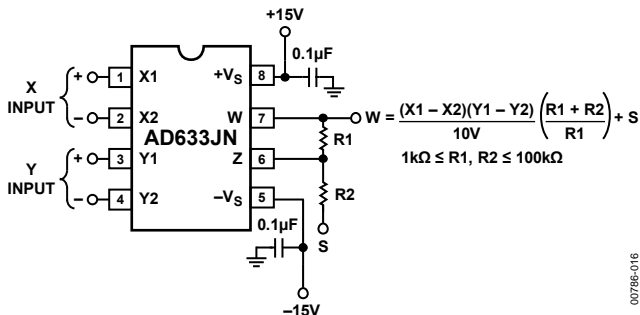 +15V
0.1µF
X
INPUT
+
–
1 X1
2 X2
Y
INPUT
+
–
3 Y1
4 Y2
AD633JN
+VS 8
W 7
Z 6
–VS 5
R1
R2
S
0.1µF
–15V
W = (X1 – X2)(Y1 – Y2) / 10V (R1 + R2 / R1) + S
1kΩ ≤ R1, R2 ≤ 100kΩ
00786-016